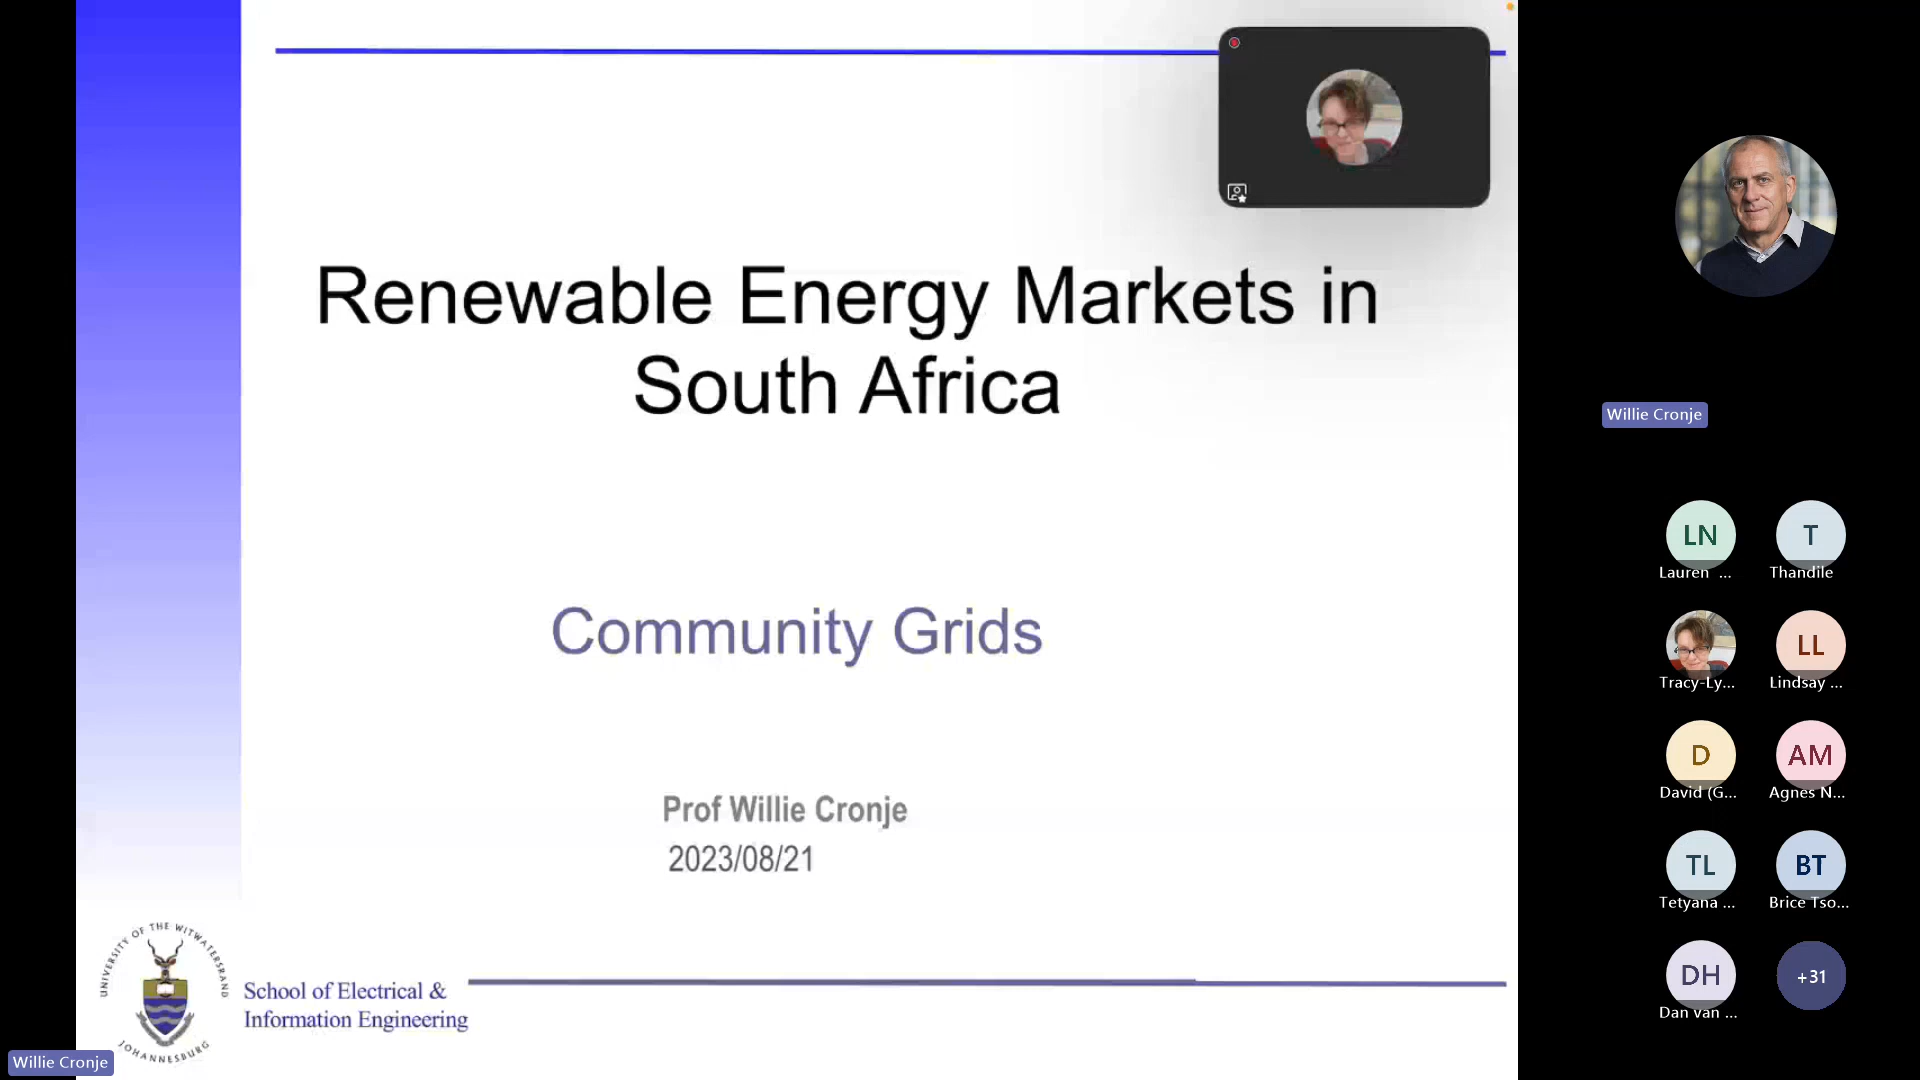 Renewable Energy Markets in
South Africa
Community Grids
Prof Willie Cronje
2023/08/21
UNIVERSITY OF THE WITWATERSRAND
JOHANNESBURG
School of Electrical &
Information Engineering
Willie Cronje
Willie Cronje
LN
Lauren ...
T
Thandile
Tracy-Ly...
LL
Lindsay ...
D
David (G...
AM
Agnes N...
TL
Tetyana ...
BT
Brice Tso...
DH
Dan van ...
+31